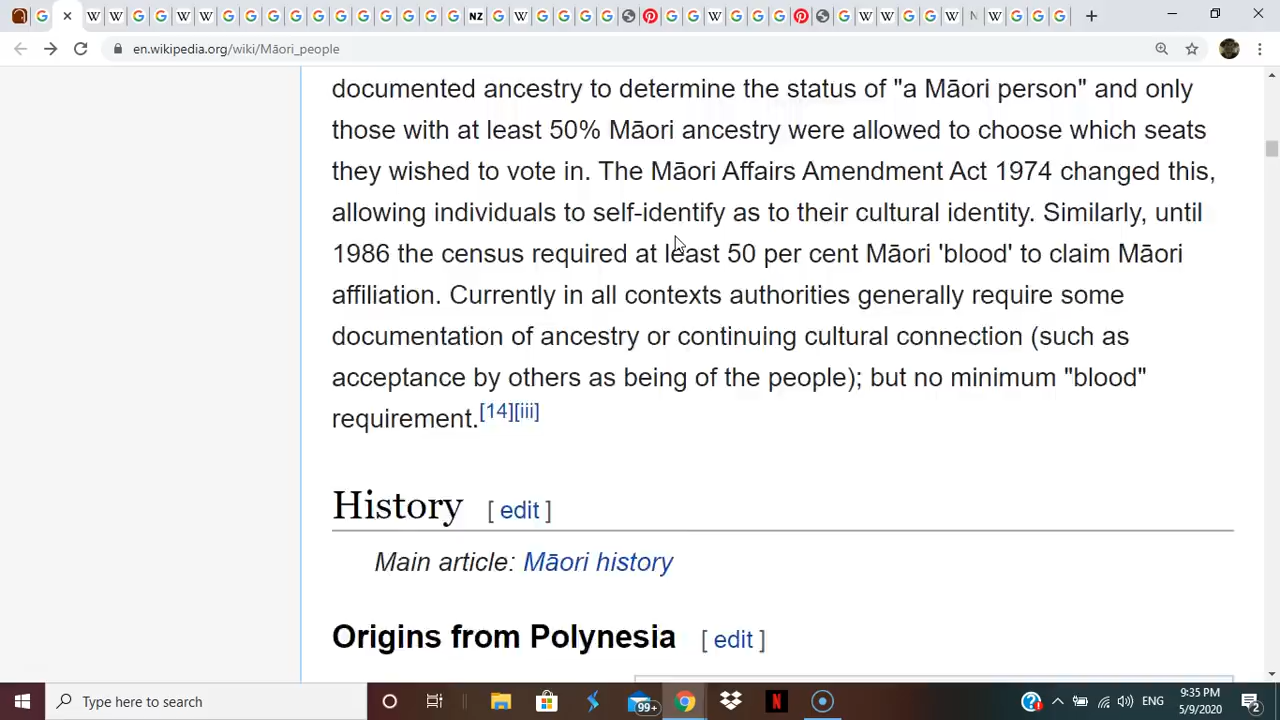 en.wikipedia.org/wiki/Māori_people
documented ancestry to determine the status of "a Māori person" and only
those with at least 50% Māori ancestry were allowed to choose which seats
they wished to vote in. The Māori Affairs Amendment Act 1974 changed this,
allowing individuals to self-identify as to their cultural identity. Similarly, until
1986 the census required at least 50 per cent Māori 'blood' to claim Māori
affiliation. Currently in all contexts authorities generally require some
documentation of ancestry or continuing cultural connection (such as
acceptance by others as being of the people); but no minimum "blood"
requirement.[14][iii]
History [ edit ]
Main article: Māori history
Origins from Polynesia [ edit ]
Type here to search
99+
ENG
9:35 PM
5/9/2020
2